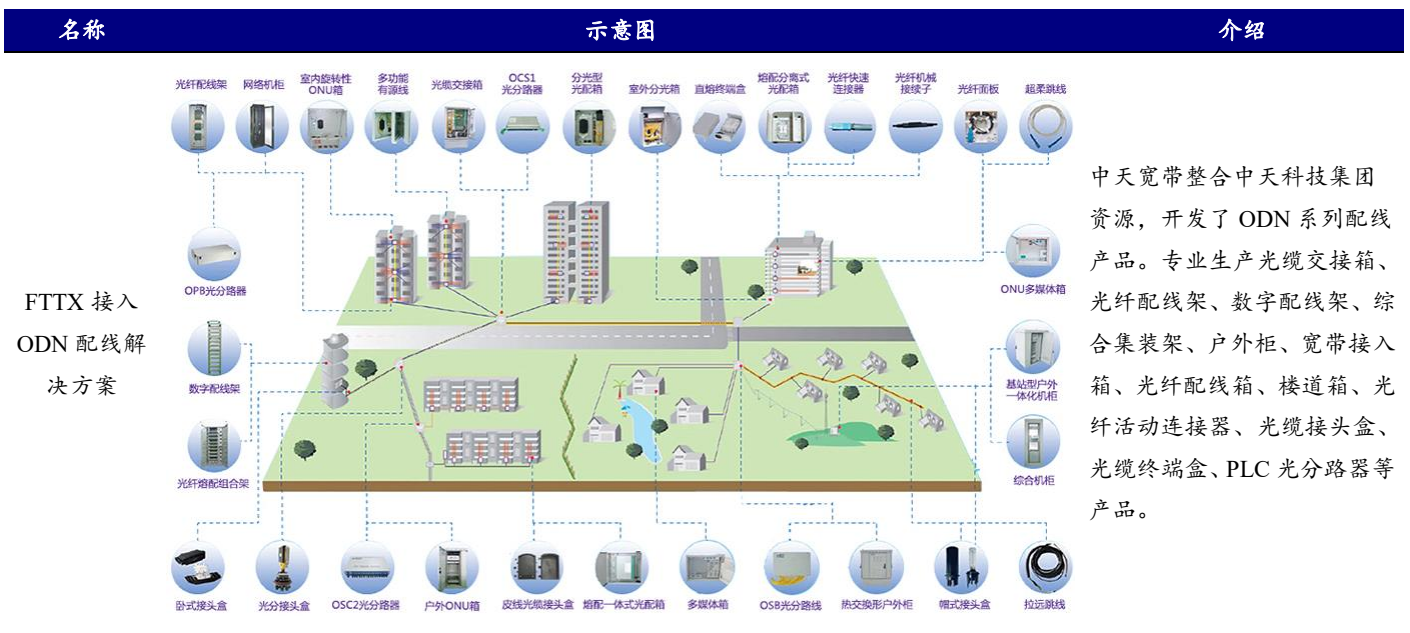 名称
示意图
介绍
FTTX 接入
ODN 配线解
决方案
光纤配线架
网络机柜
室内旋转性
ONU箱
多功能
有源线
光缆交接箱
OCS1
光分路器
分光型
光配箱
室外分光箱
直熔终端盒
熔配分离式
光配箱
光纤快速
连接器
光纤机械
接续子
光纤面板
超柔跳线
OPB光分路器
数字配线架
光纤熔配组合架
ONU多媒体箱
基站型户外
一体化机柜
综合机柜
卧式接头盒
光分接头盒
OSC2光分路器
户外ONU箱
皮线光缆接头盒
熔配一体式光配箱
多媒体箱
OSB光分路线
热交换形户外柜
帽式接头盒
拉远跳线
中天宽带整合中天科技集团
资源，开发了 ODN 系列配线
产品。专业生产光缆交接箱、
光纤配线架、数字配线架、综
合集装架、户外柜、宽带接入
箱、光纤配线箱、楼道箱、光
纤活动连接器、光缆接头盒、
光缆终端盒、PLC 光分路器等
产品。